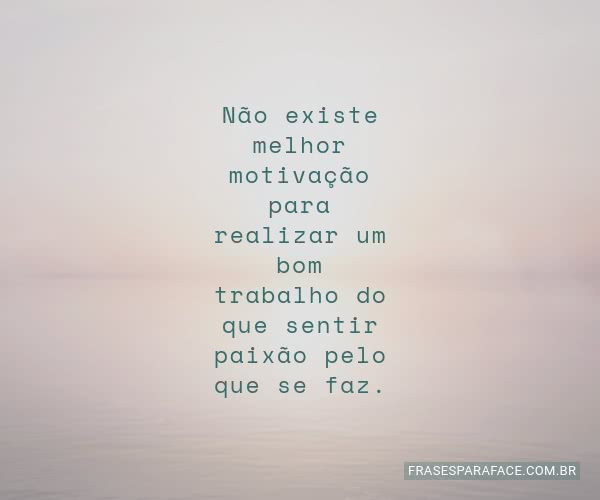 Não existe
melhor
motivação
para
realizar um
bom
trabalho do
que sentir
paixão pelo
que se faz.
FRASESPARAFACE.COM.BR